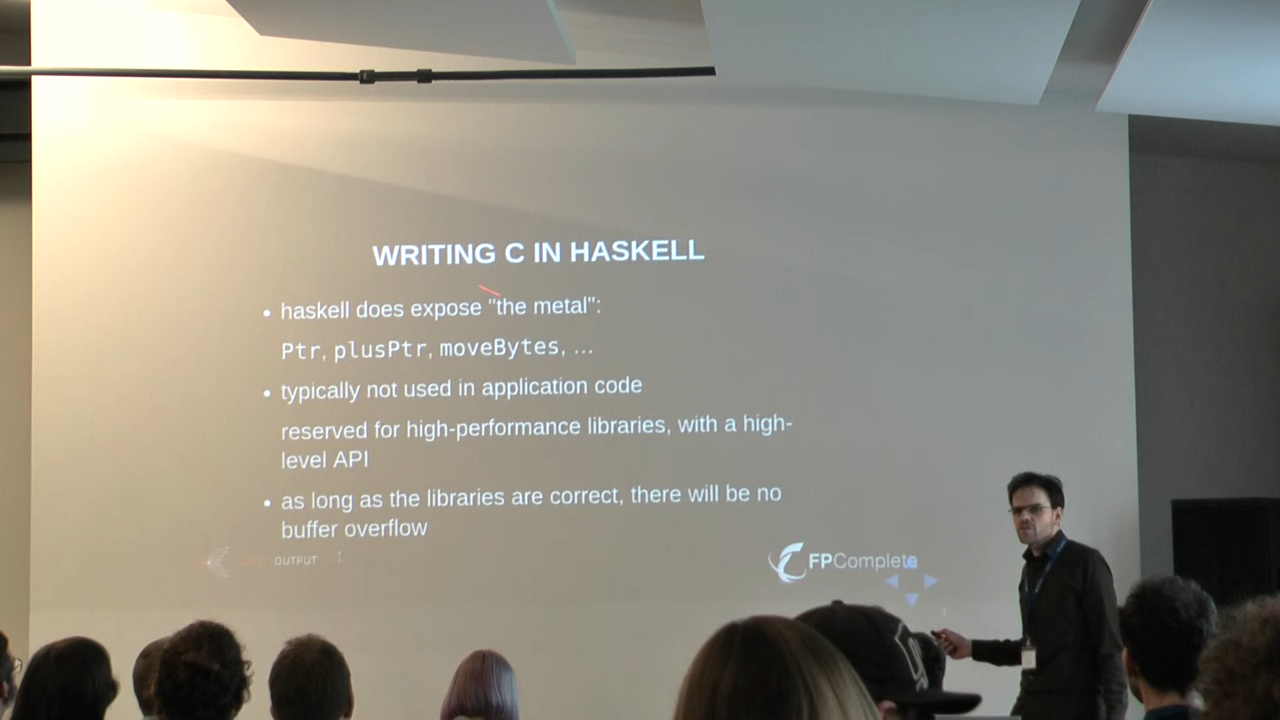 WRITING C IN HASKELL
• haskell does expose "the metal":
Ptr, plusPtr, moveBytes, ...
• typically not used in application code
reserved for high-performance libraries, with a high-
level API
• as long as the libraries are correct, there will be no
buffer overflow
OUTPUT
FPComplete